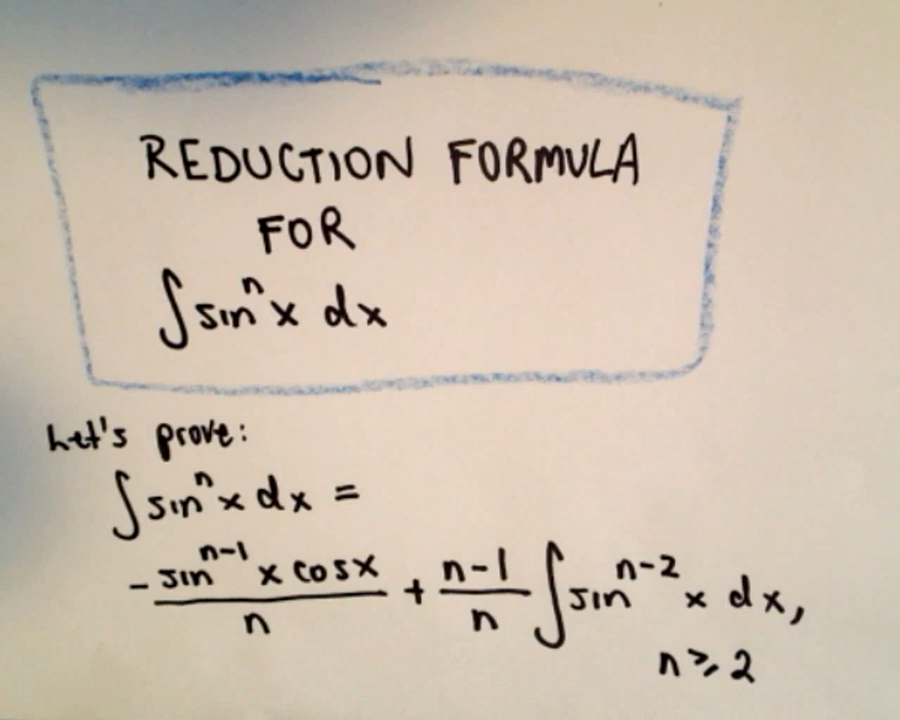 REDUCTION FORMULA
FOR
∫sinⁿx dx
Let's prove:
∫sinⁿx dx =
- sinⁿ⁻¹x cosx / n + n-1 / n ∫sinⁿ⁻²x dx,
n ≥ 2